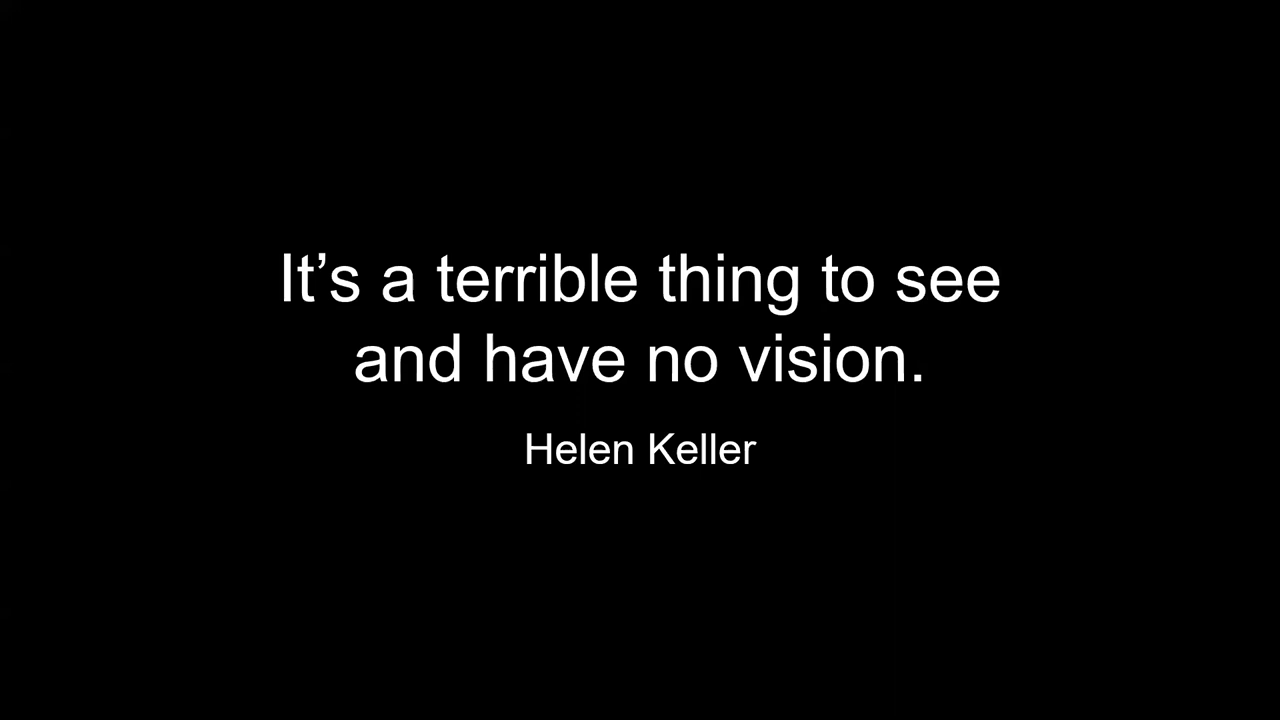 It’s a terrible thing to see
and have no vision.
Helen Keller